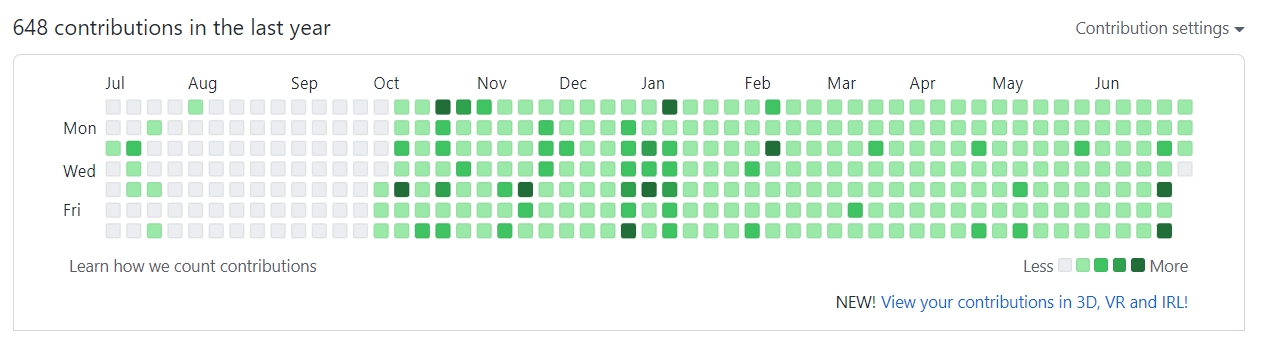 648 contributions in the last year
Contribution settings
Jul Aug Sep Oct Nov Dec Jan Feb Mar Apr May Jun
Mon
Wed
Fri
Learn how we count contributions
Less More
NEW! View your contributions in 3D, VR and IRL!